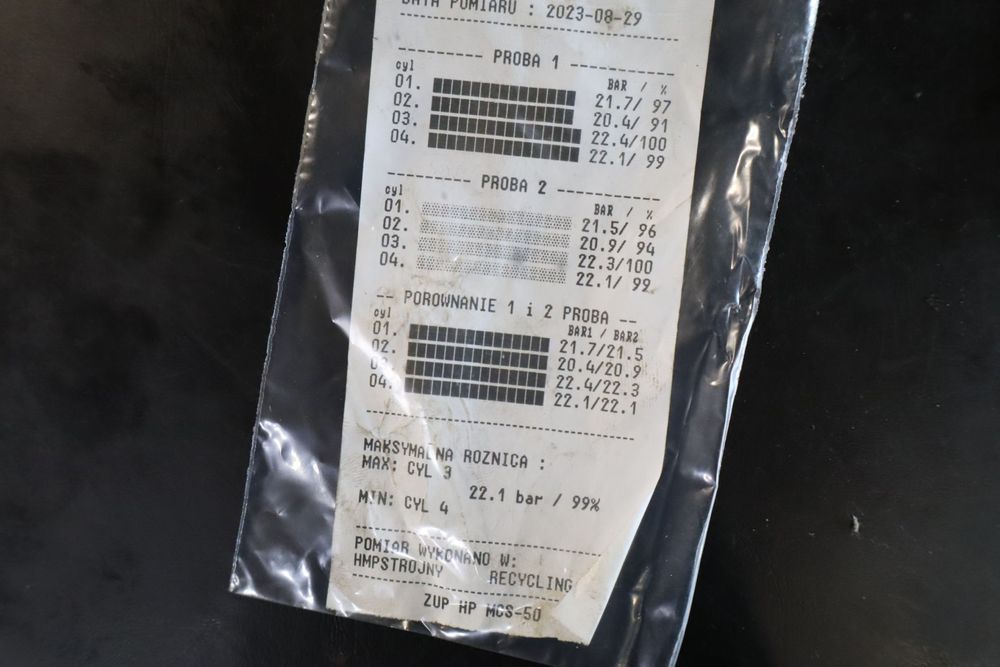 DATA POMIARU : 2023-08-29
PROBA 1
cyl BAR / %
01. 21.7/ 97
02. 20.4/ 91
03. 22.4/100
04. 22.1/ 99
PROBA 2
cyl BAR / %
01. 21.5/ 96
02. 20.9/ 94
03. 22.3/100
04. 22.1/ 99
-- POROWNANIE 1 i 2 PROBA --
cyl BAR1 / BAR2
01. 21.7/21.5
02. 20.4/20.9
03. 22.4/22.3
04. 22.1/22.1
MAKSYMALNA ROZNICA :
MAX: CYL 3
22.1 bar / 99%
MIN: CYL 4
POMIAR WYKONANO W:
HMPSTROJNY RECYCLING
ZUP HP MCS-50